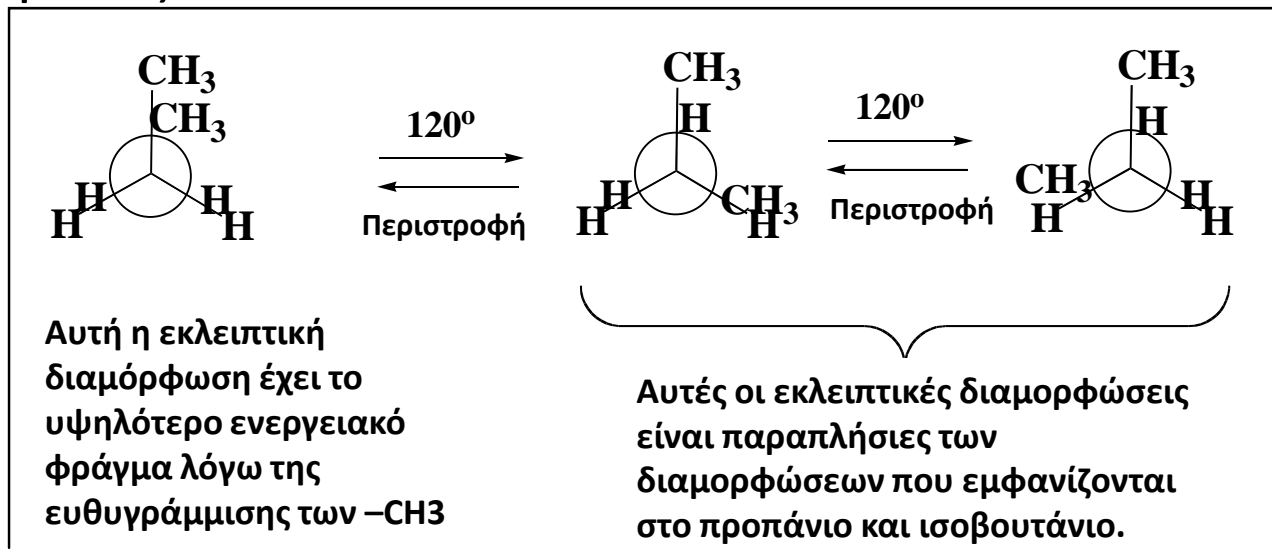 CH3
CH3
H
H
H
H
120º
Περιστροφή
CH3
H
H
H
CH3
H
120º
Περιστροφή
CH3
H
CH3
H
H
H
Αυτή η εκλειπτική
διαμόρφωση έχει το
υψηλότερο ενεργειακό
φράγμα λόγω της
ευθυγράμμισης των –CH3
Αυτές οι εκλειπτικές διαμορφώσεις
είναι παραπλήσιες των
διαμορφώσεων που εμφανίζονται
στο προπάνιο και ισοβουτάνιο.